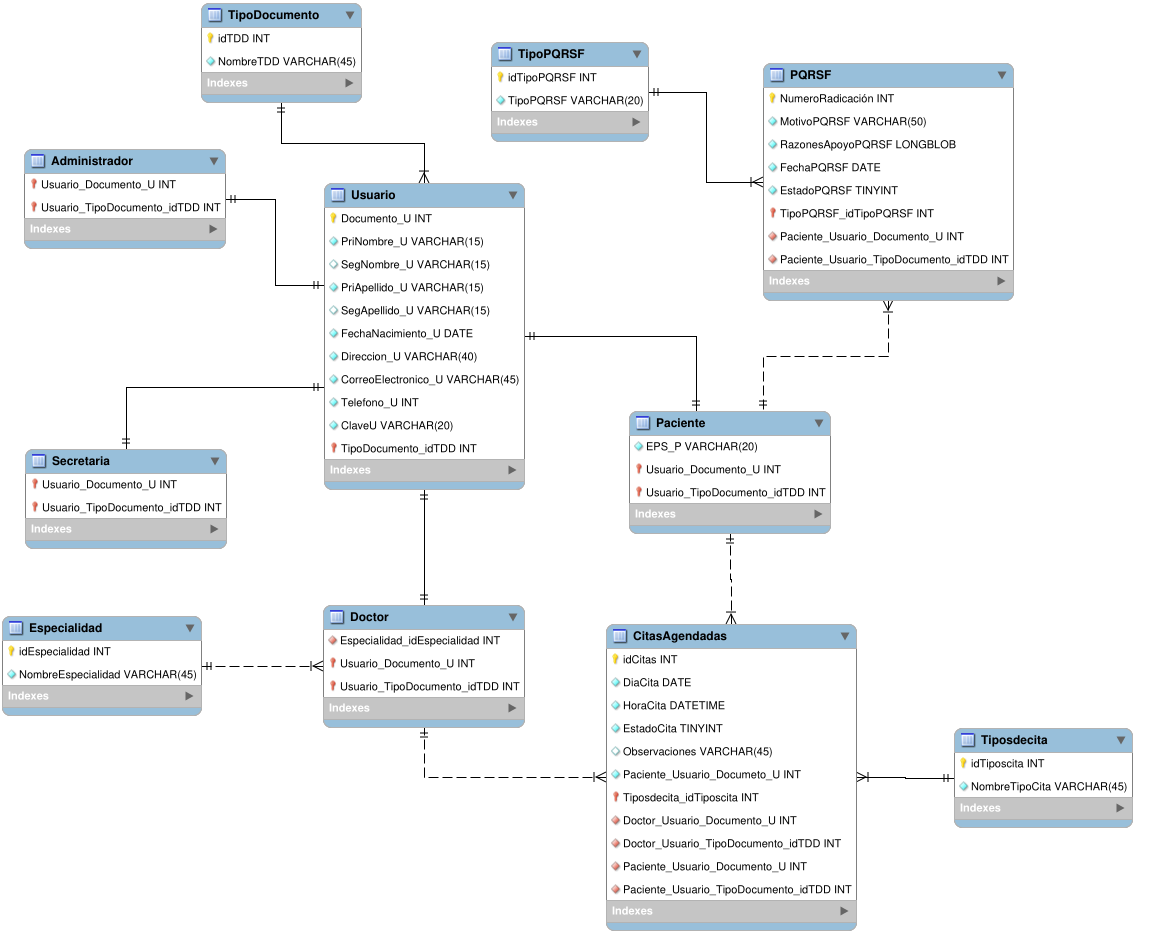 TipoDocumento
idTDD INT
NombreTDD VARCHAR(45)
Indexes
TipoPQRSF
idTipoPQRSF INT
TipoPQRSF VARCHAR(20)
Indexes
PQRSF
NumeroRadicación INT
MotivoPQRSF VARCHAR(50)
RazonesApoyoPQRSF LONGBLOB
FechaPQRSF DATE
EstadoPQRSF TINYINT
TipoPQRSF_idTipoPQRSF INT
Paciente_Usuario_Documento_U INT
Paciente_Usuario_TipoDocumento_idTDD INT
Indexes
Administrador
Usuario_Documento_U INT
Usuario_TipoDocumento_idTDD INT
Indexes
Usuario
Documento_U INT
PriNombre_U VARCHAR(15)
SegNombre_U VARCHAR(15)
PriApellido_U VARCHAR(15)
SegApellido_U VARCHAR(15)
FechaNacimiento_U DATE
Direccion_U VARCHAR(40)
CorreoElectronico_U VARCHAR(45)
Telefono_U INT
ClaveU VARCHAR(20)
TipoDocumento_idTDD INT
Indexes
Secretaria
Usuario_Documento_U INT
Usuario_TipoDocumento_idTDD INT
Indexes
Paciente
EPS_P VARCHAR(20)
Usuario_Documento_U INT
Usuario_TipoDocumento_idTDD INT
Indexes
Especialidad
idEspecialidad INT
NombreEspecialidad VARCHAR(45)
Indexes
Doctor
Especialidad_idEspecialidad INT
Usuario_Documento_U INT
Usuario_TipoDocumento_idTDD INT
Indexes
CitasAgendadas
idCitas INT
DiaCita DATE
HoraCita DATETIME
EstadoCita TINYINT
Observaciones VARCHAR(45)
Paciente_Usuario_Documeto_U INT
Tiposdecita_idTiposcita INT
Doctor_Usuario_Documento_U INT
Doctor_Usuario_TipoDocumento_idTDD INT
Paciente_Usuario_Documento_U INT
Paciente_Usuario_TipoDocumento_idTDD INT
Indexes
Tiposdecita
idTiposcita INT
NombreTipoCita VARCHAR(45)
Indexes